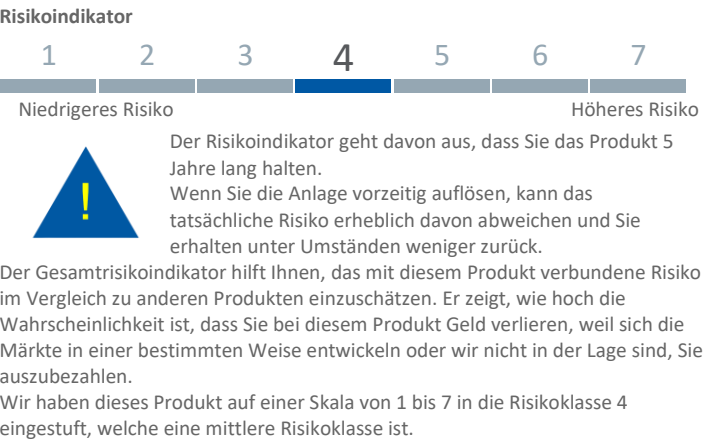 Risikoindikator
1 2 3 4 5 6 7
Niedrigeres Risiko Höheres Risiko
Der Risikoindikator geht davon aus, dass Sie das Produkt 5
Jahre lang halten.
Wenn Sie die Anlage vorzeitig auflösen, kann das
tatsächliche Risiko erheblich davon abweichen und Sie
erhalten unter Umständen weniger zurück.
!
Der Gesamtrisikoindikator hilft Ihnen, das mit diesem Produkt verbundene Risiko
im Vergleich zu anderen Produkten einzuschätzen. Er zeigt, wie hoch die
Wahrscheinlichkeit ist, dass Sie bei diesem Produkt Geld verlieren, weil sich die
Märkte in einer bestimmten Weise entwickeln oder wir nicht in der Lage sind, Sie
auszubezahlen.
Wir haben dieses Produkt auf einer Skala von 1 bis 7 in die Risikoklasse 4
eingestuft, welche eine mittlere Risikoklasse ist.